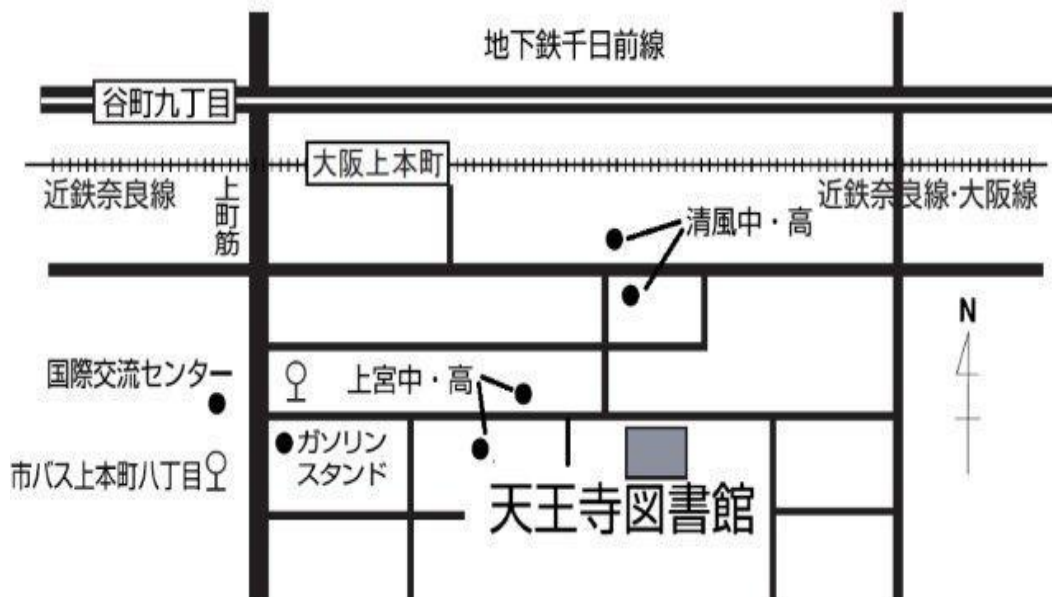 地下鉄千日前線
谷町九丁目
大阪上本町
近鉄奈良線
上町筋
近鉄奈良線・大阪線
清風中・高
N
国際交流センター
上宮中・高
ガソリン
スタンド
市バス上本町八丁目
天王寺図書館